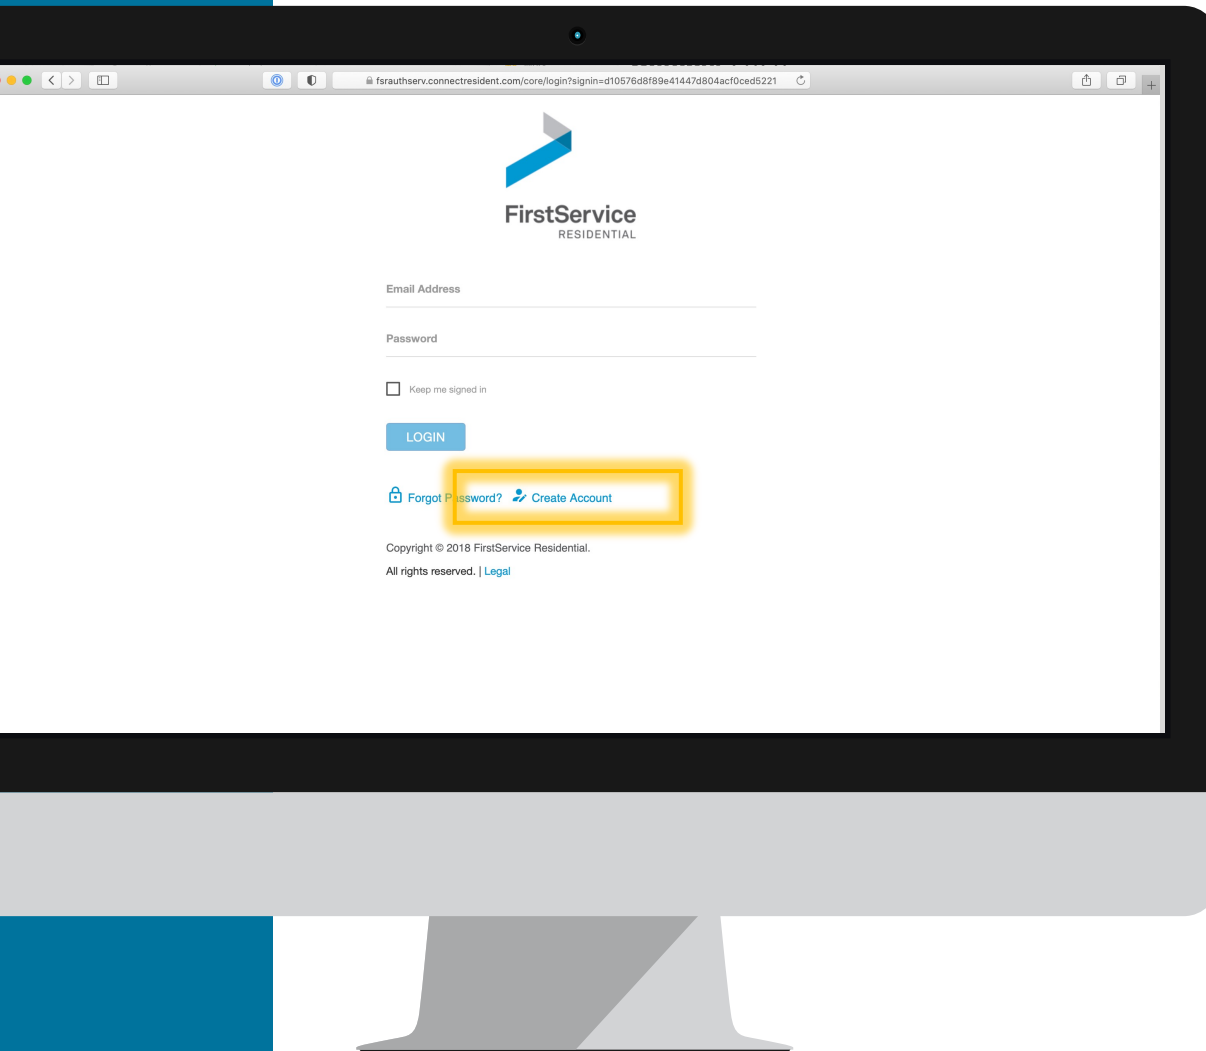 fsrauthserv.connectresident.com/core/login?signin=d10576d8f89e41447d804acf0ced5221
FirstService
RESIDENTIAL
Email Address
Password
Keep me signed in
LOGIN
Forgot Password? Create Account
Copyright © 2018 FirstService Residential.
All rights reserved. | Legal